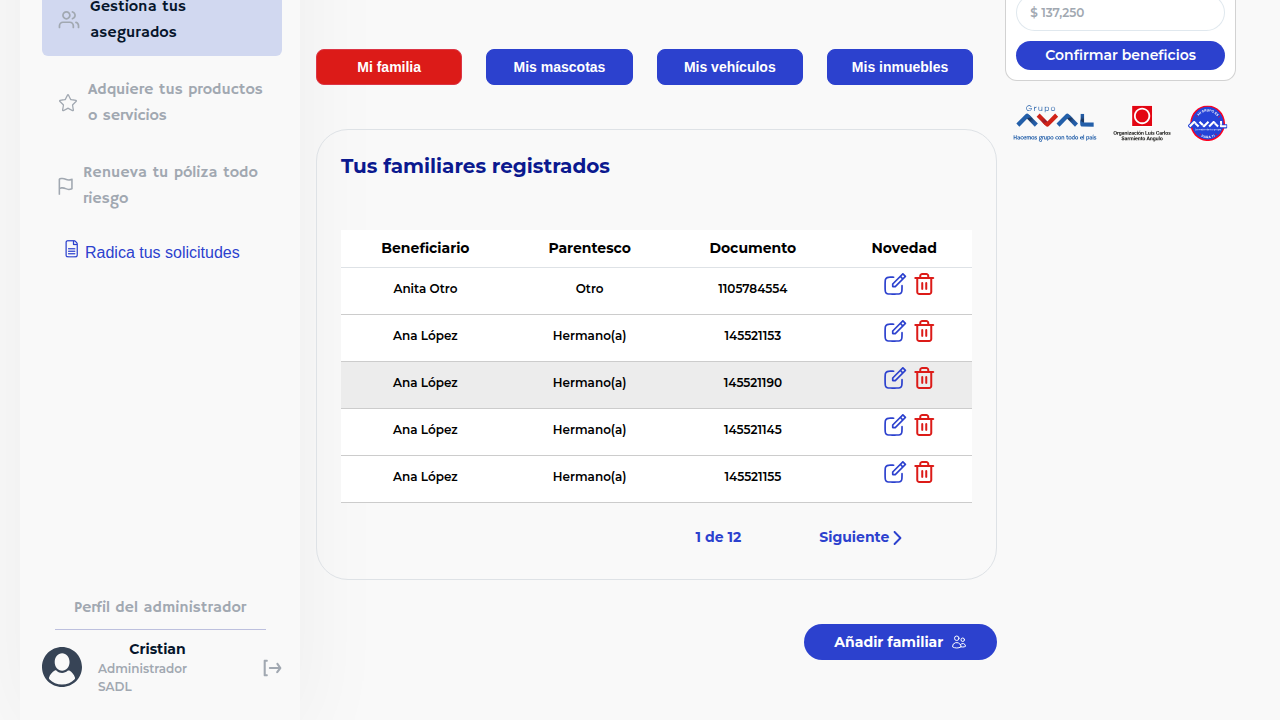 Gestiona tus
asegurados
Adquiere tus productos
o servicios
Renueva tu póliza todo
riesgo
Radica tus solicitudes
Perfil del administrador
Cristian
Administrador
SADL
Mi familia
Mis mascotas
Mis vehículos
Mis inmuebles
Tus familiares registrados
Beneficiario Parentesco Documento Novedad
Anita Otro Otro 1105784554
Ana López Hermano(a) 145521153
Ana López Hermano(a) 145521190
Ana López Hermano(a) 145521145
Ana López Hermano(a) 145521155
1 de 12 Siguiente
Añadir familiar
$ 137,250
Confirmar beneficios
Grupo
AVAL
Hacemos grupo con todo el país
Organización Luis Carlos
Sarmiento Angulo
AVAL